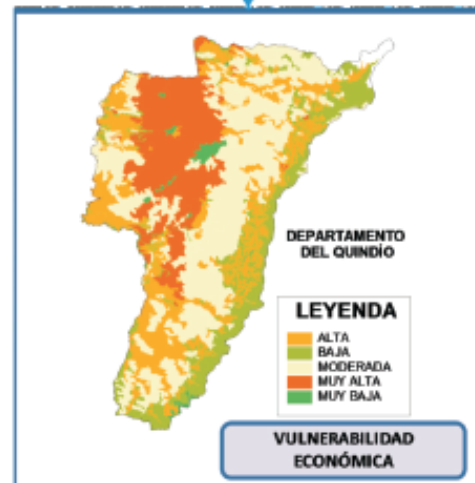 DEPARTAMENTO
DEL QUINDÍO
LEYENDA
ALTA
BAJA
MODERADA
MUY ALTA
MUY BAJA
VULNERABILIDAD
ECONÓMICA